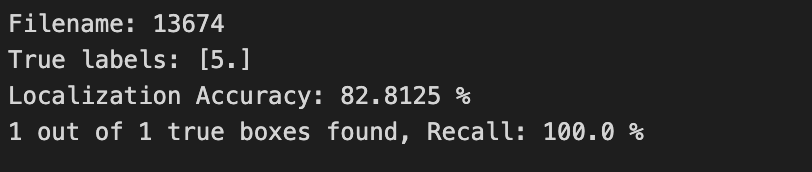 Filename: 13674
True labels: [5.]
Localization Accuracy: 82.8125 %
1 out of 1 true boxes found, Recall: 100.0 %